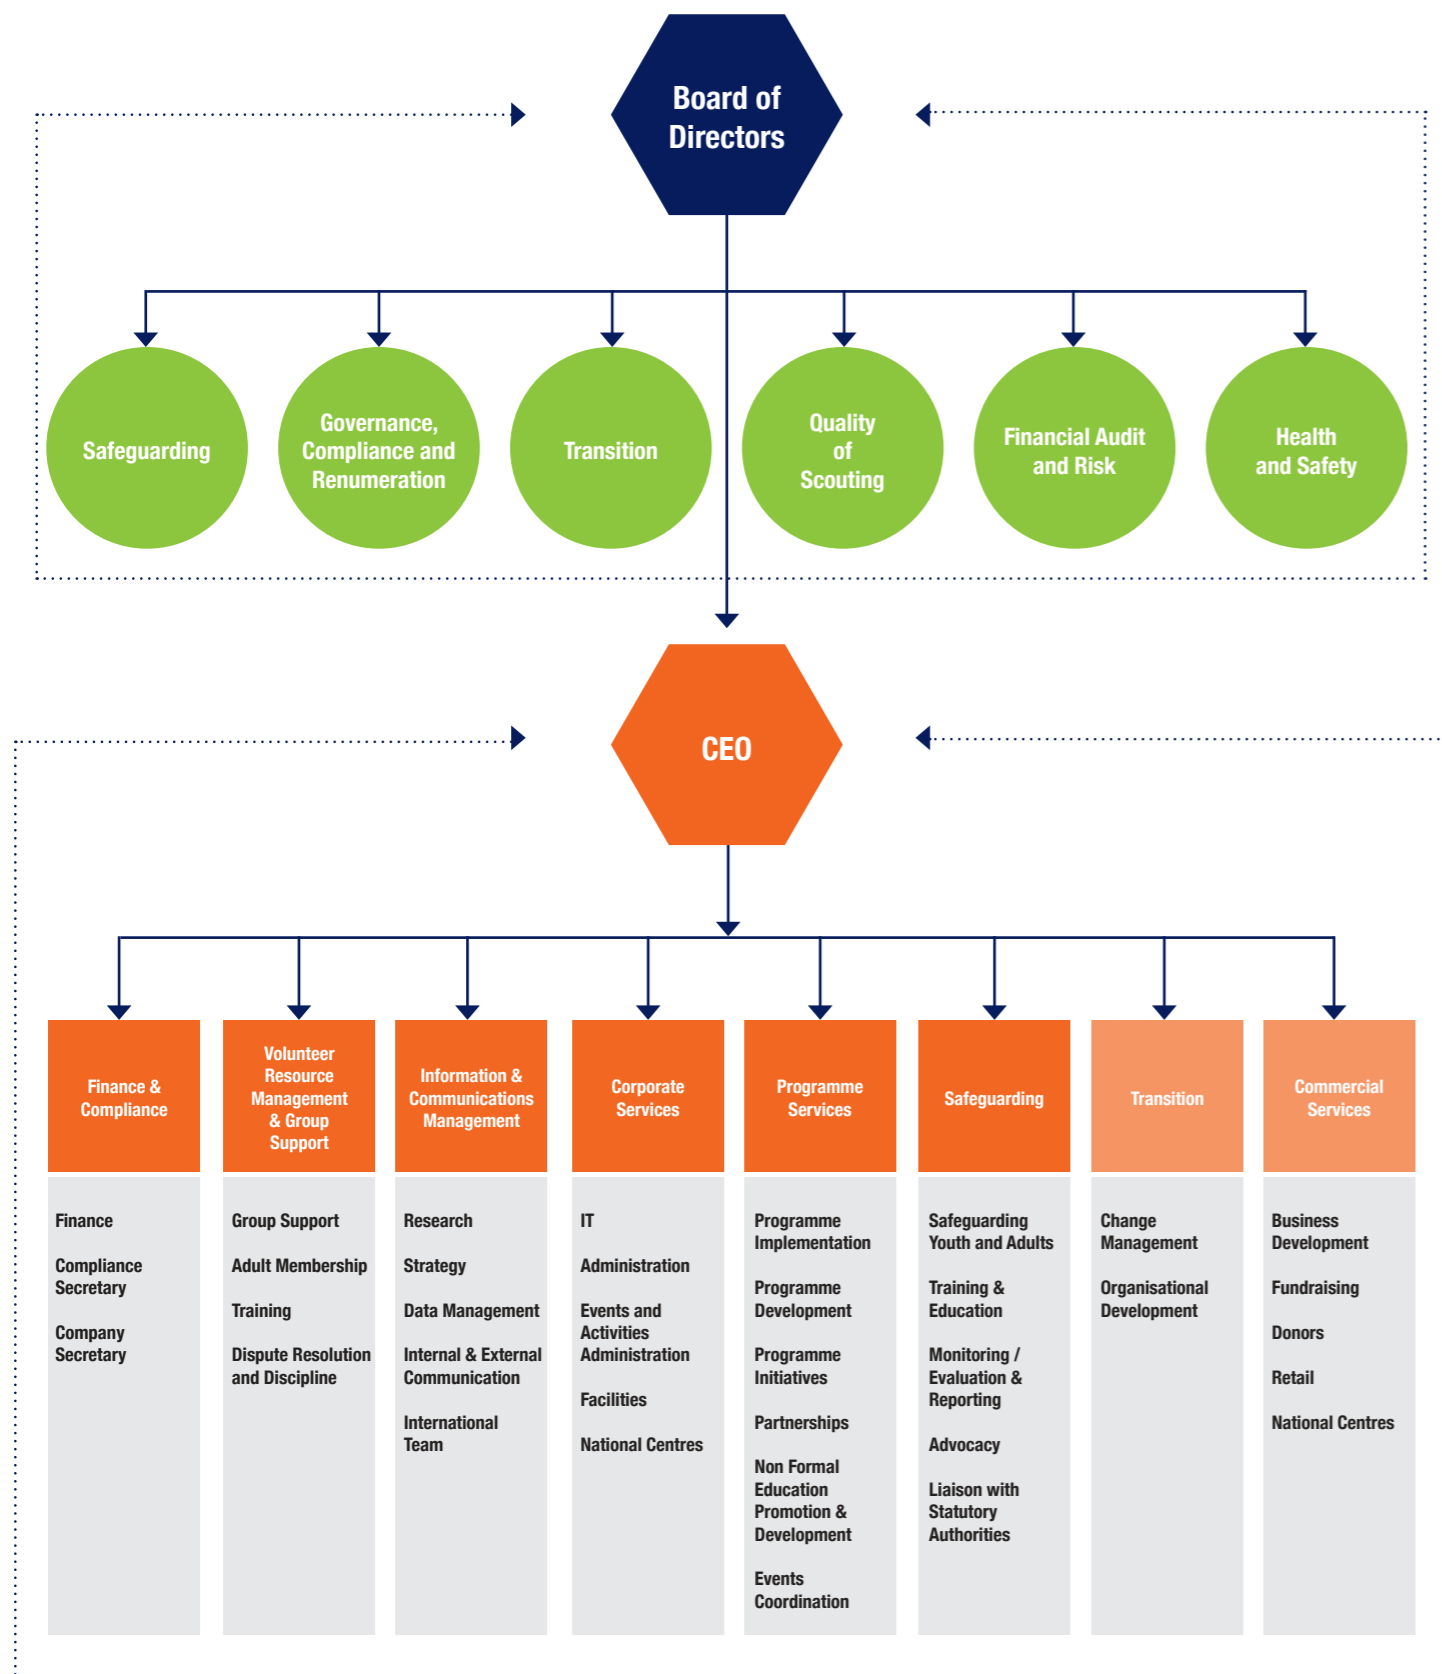 Board of
Directors
Safeguarding
Governance,
Compliance and
Renumeration
Transition
Quality
of
Scouting
Financial Audit
and Risk
Health
and Safety
CEO
Finance &
Compliance
Volunteer
Resource
Management
& Group
Support
Information &
Communications
Management
Corporate
Services
Programme
Services
Safeguarding
Transition
Commercial
Services
Finance
Compliance
Secretary
Company
Secretary
Group Support
Adult Membership
Training
Dispute Resolution
and Discipline
Research
Strategy
Data Management
Internal & External
Communication
International
Team
IT
Administration
Events and
Activities
Administration
Facilities
National Centres
Programme
Implementation
Programme
Development
Programme
Initiatives
Partnerships
Non Formal
Education
Promotion &
Development
Events
Coordination
Safeguarding
Youth and Adults
Training &
Education
Monitoring /
Evaluation &
Reporting
Advocacy
Liaison with
Statutory
Authorities
Change
Management
Organisational
Development
Business
Development
Fundraising
Donors
Retail
National Centres